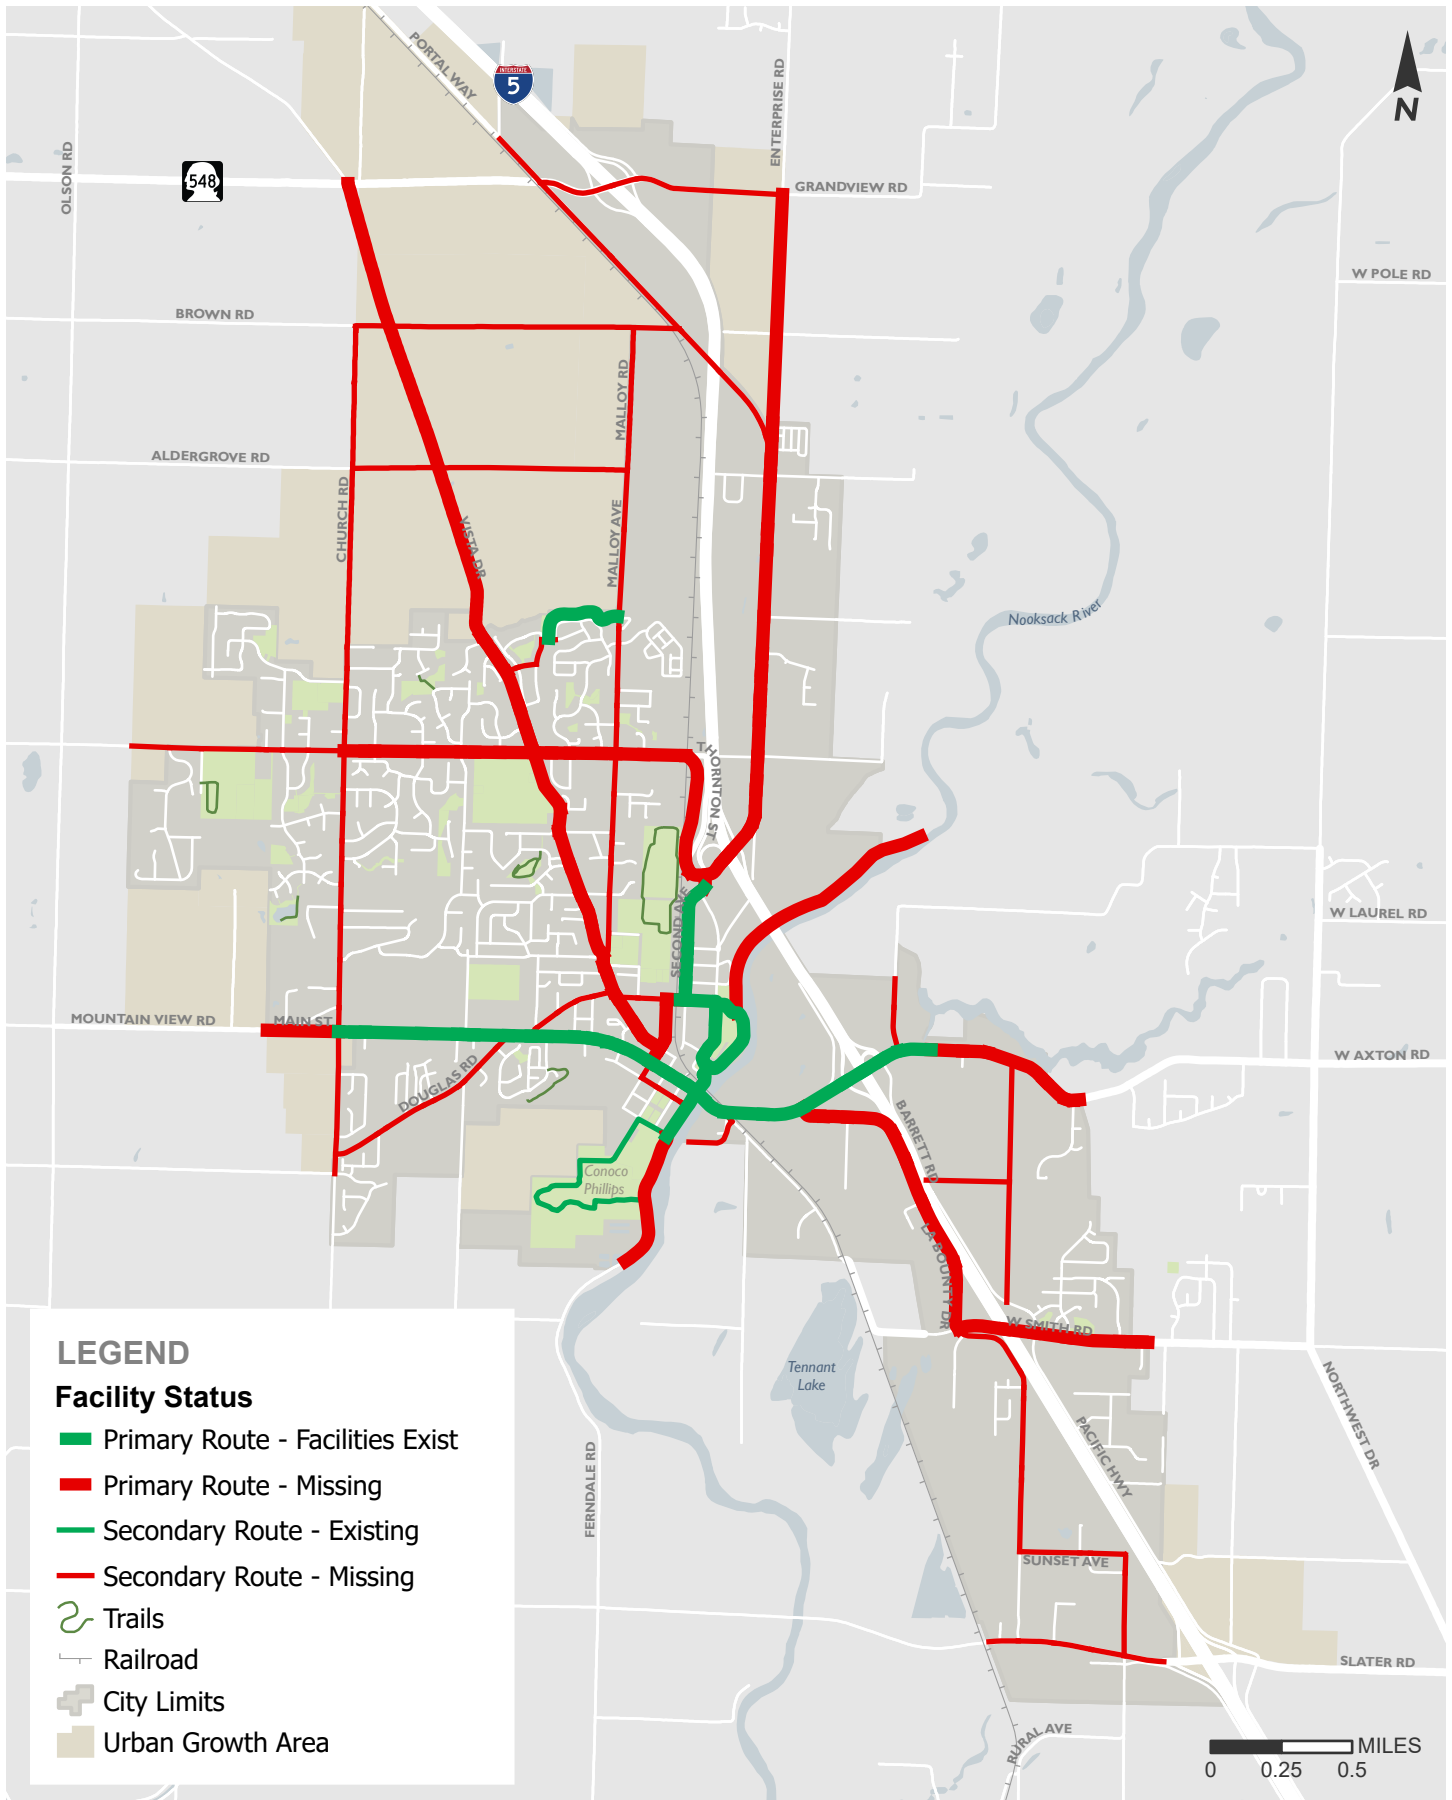 PORTAL WAY
INTERSTATE
5
ENTERPRISE RD
N
OLSON RD
548
GRANDVIEW RD
W POLE RD
BROWN RD
MALLOY RD
ALDERGROVE RD
CHURCH RD
VISTA DR
MALLOY AVE
Nooksack River
THORNTON ST
SECOND AVE
W LAUREL RD
MOUNTAIN VIEW RD
MAIN ST
W AXTON RD
DOUGLAS RD
BARRETT RD
Conoco
Phillips
LA BOUNTY DR
W SMITH RD
Tennant
Lake
NORTHWEST DR
PACIFIC HWY
FERNDALE RD
SUNSET AVE
SLATER RD
RURAL AVE
LEGEND
Facility Status
Primary Route - Facilities Exist
Primary Route - Missing
Secondary Route - Existing
Secondary Route - Missing
Trails
Railroad
City Limits
Urban Growth Area
MILES
0 0.25 0.5